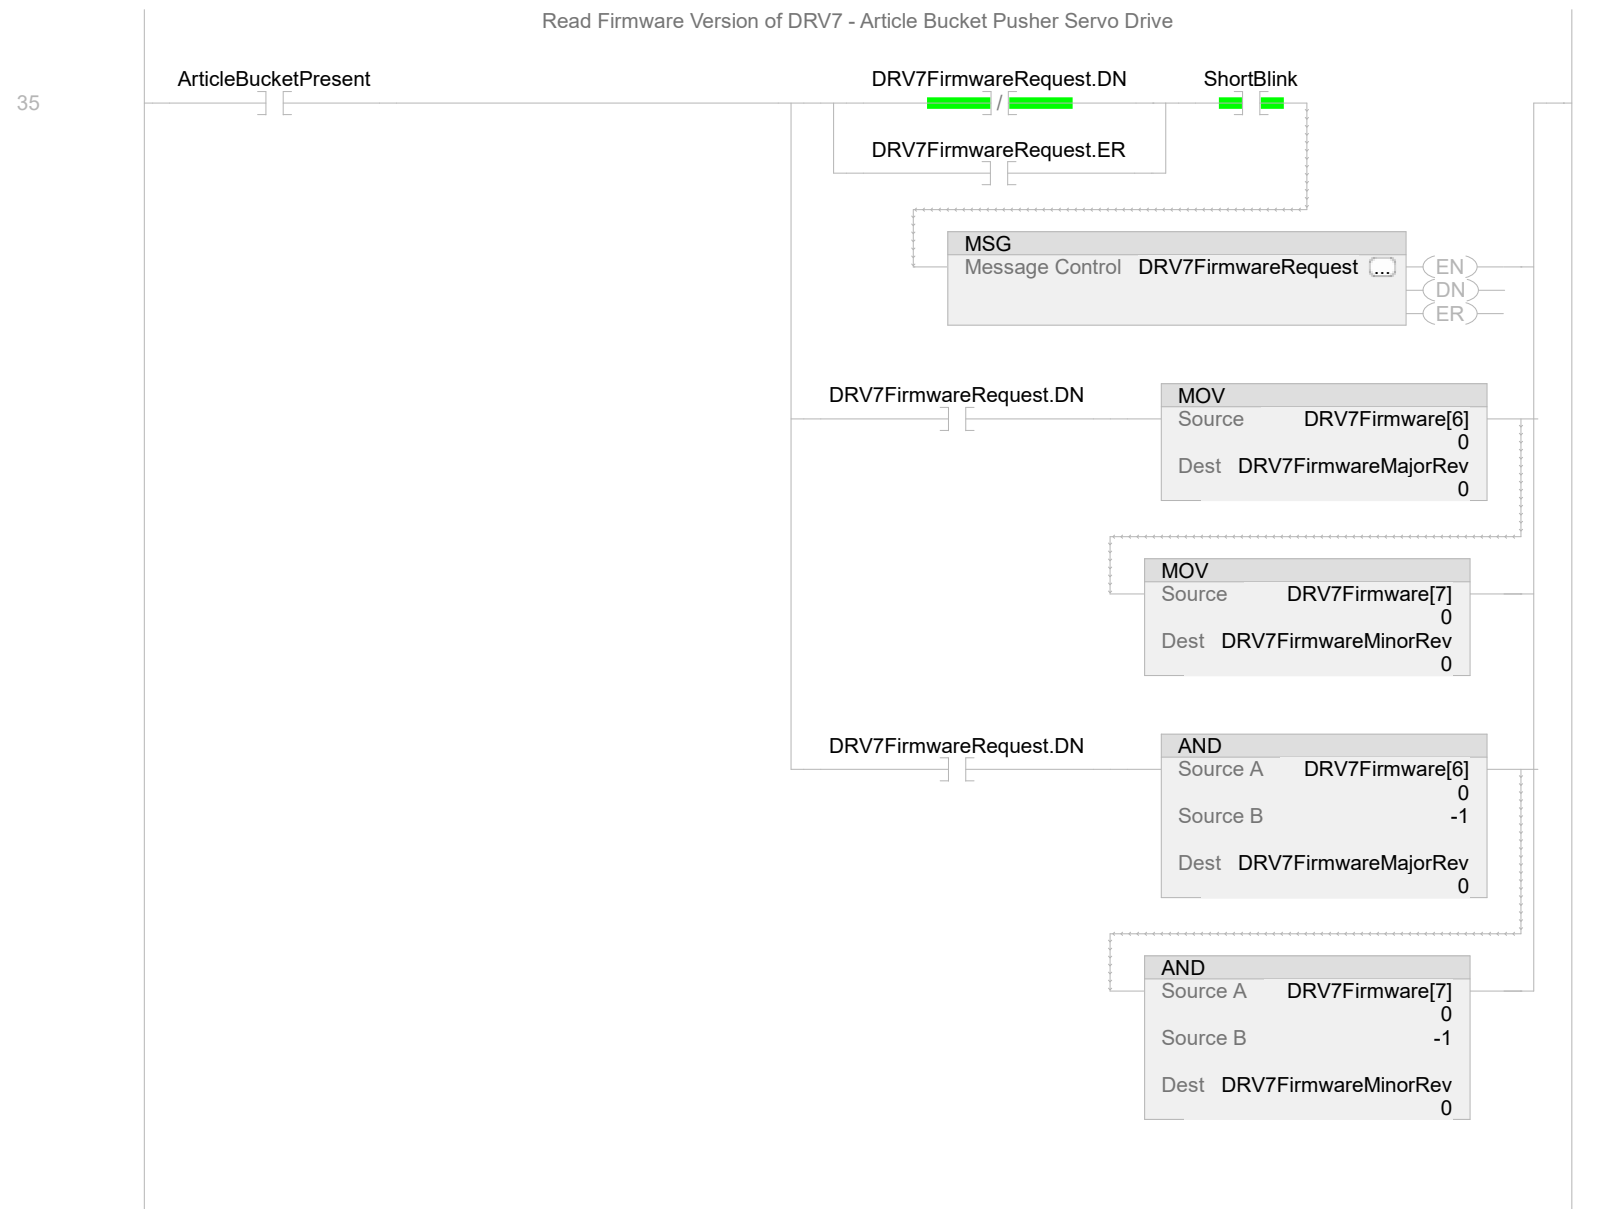 Read Firmware Version of DRV7 - Article Bucket Pusher Servo Drive
35
ArticleBucketPresent
DRV7FirmwareRequest.DN
ShortBlink
/
DRV7FirmwareRequest.ER
MSG
Message Control DRV7FirmwareRequest ...
EN
DN
ER
DRV7FirmwareRequest.DN
MOV
Source DRV7Firmware[6]
0
Dest DRV7FirmwareMajorRev
0
MOV
Source DRV7Firmware[7]
0
Dest DRV7FirmwareMinorRev
0
DRV7FirmwareRequest.DN
AND
Source A DRV7Firmware[6]
0
Source B -1
Dest DRV7FirmwareMajorRev
0
AND
Source A DRV7Firmware[7]
0
Source B -1
Dest DRV7FirmwareMinorRev
0